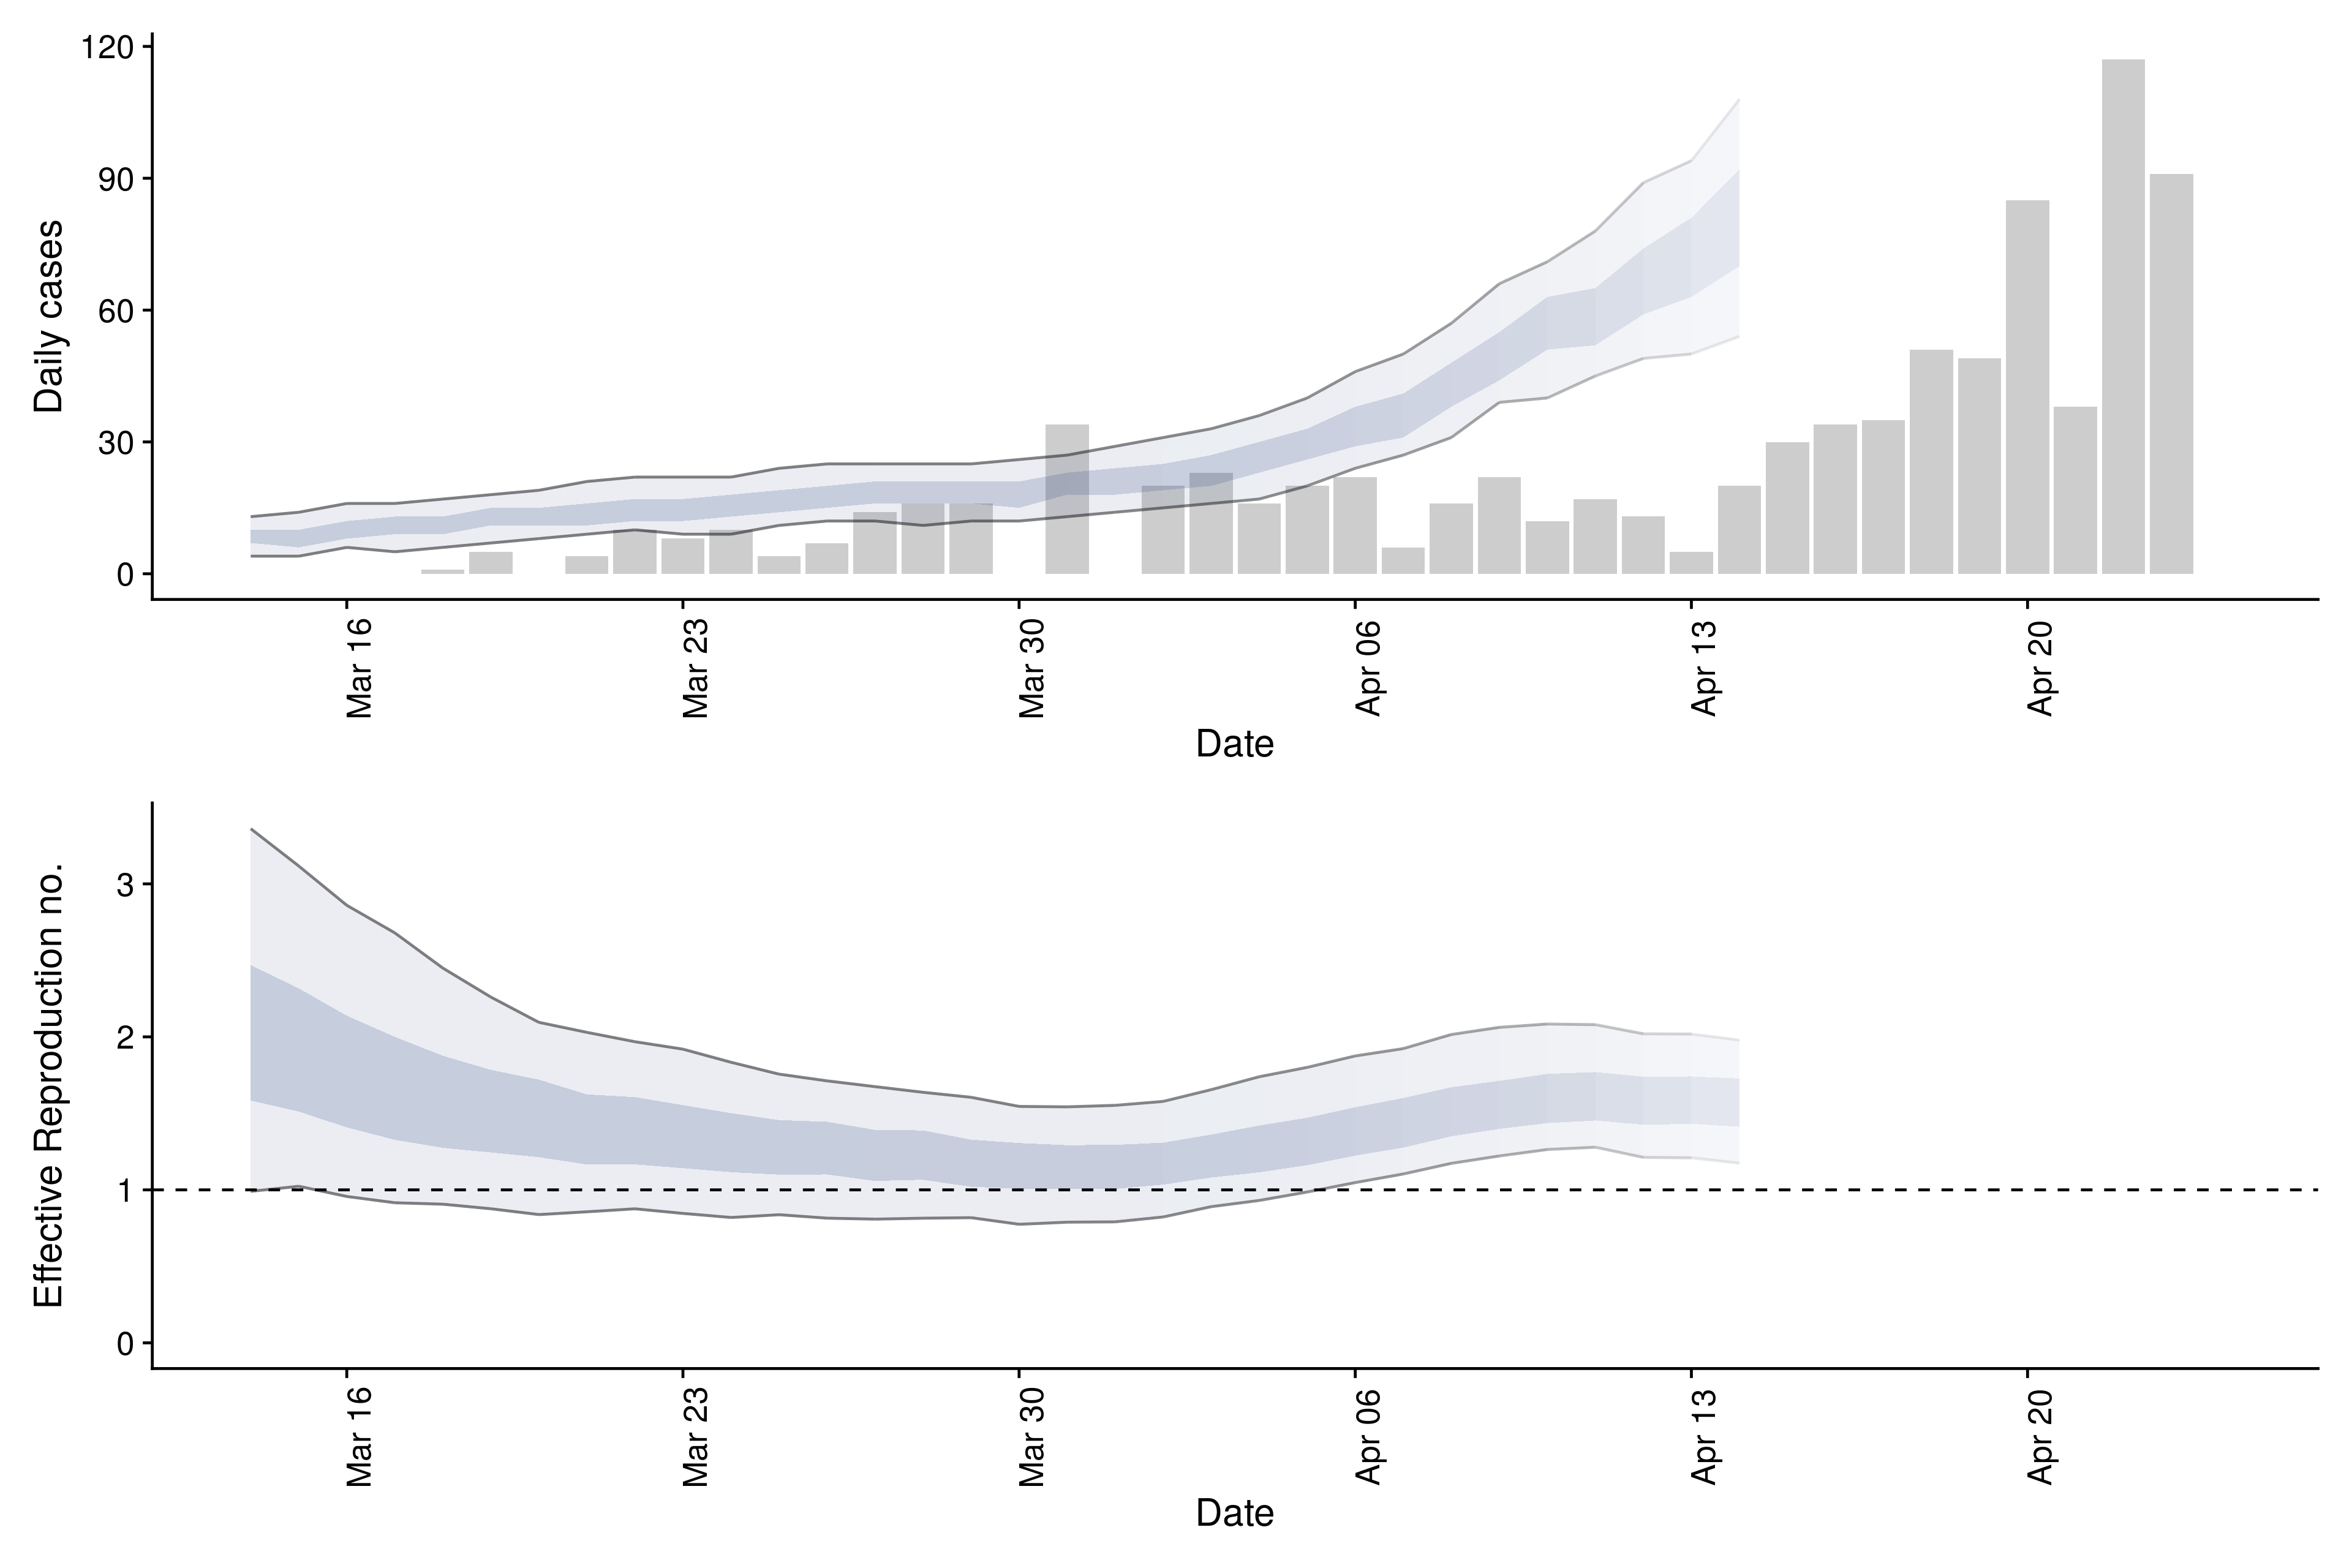 120
90
60
30
0
Daily cases
Mar 16
Mar 23
Mar 30
Apr 06
Apr 13
Apr 20
Date
3
2
1
0
Effective Reproduction no.
Mar 16
Mar 23
Mar 30
Apr 06
Apr 13
Apr 20
Date